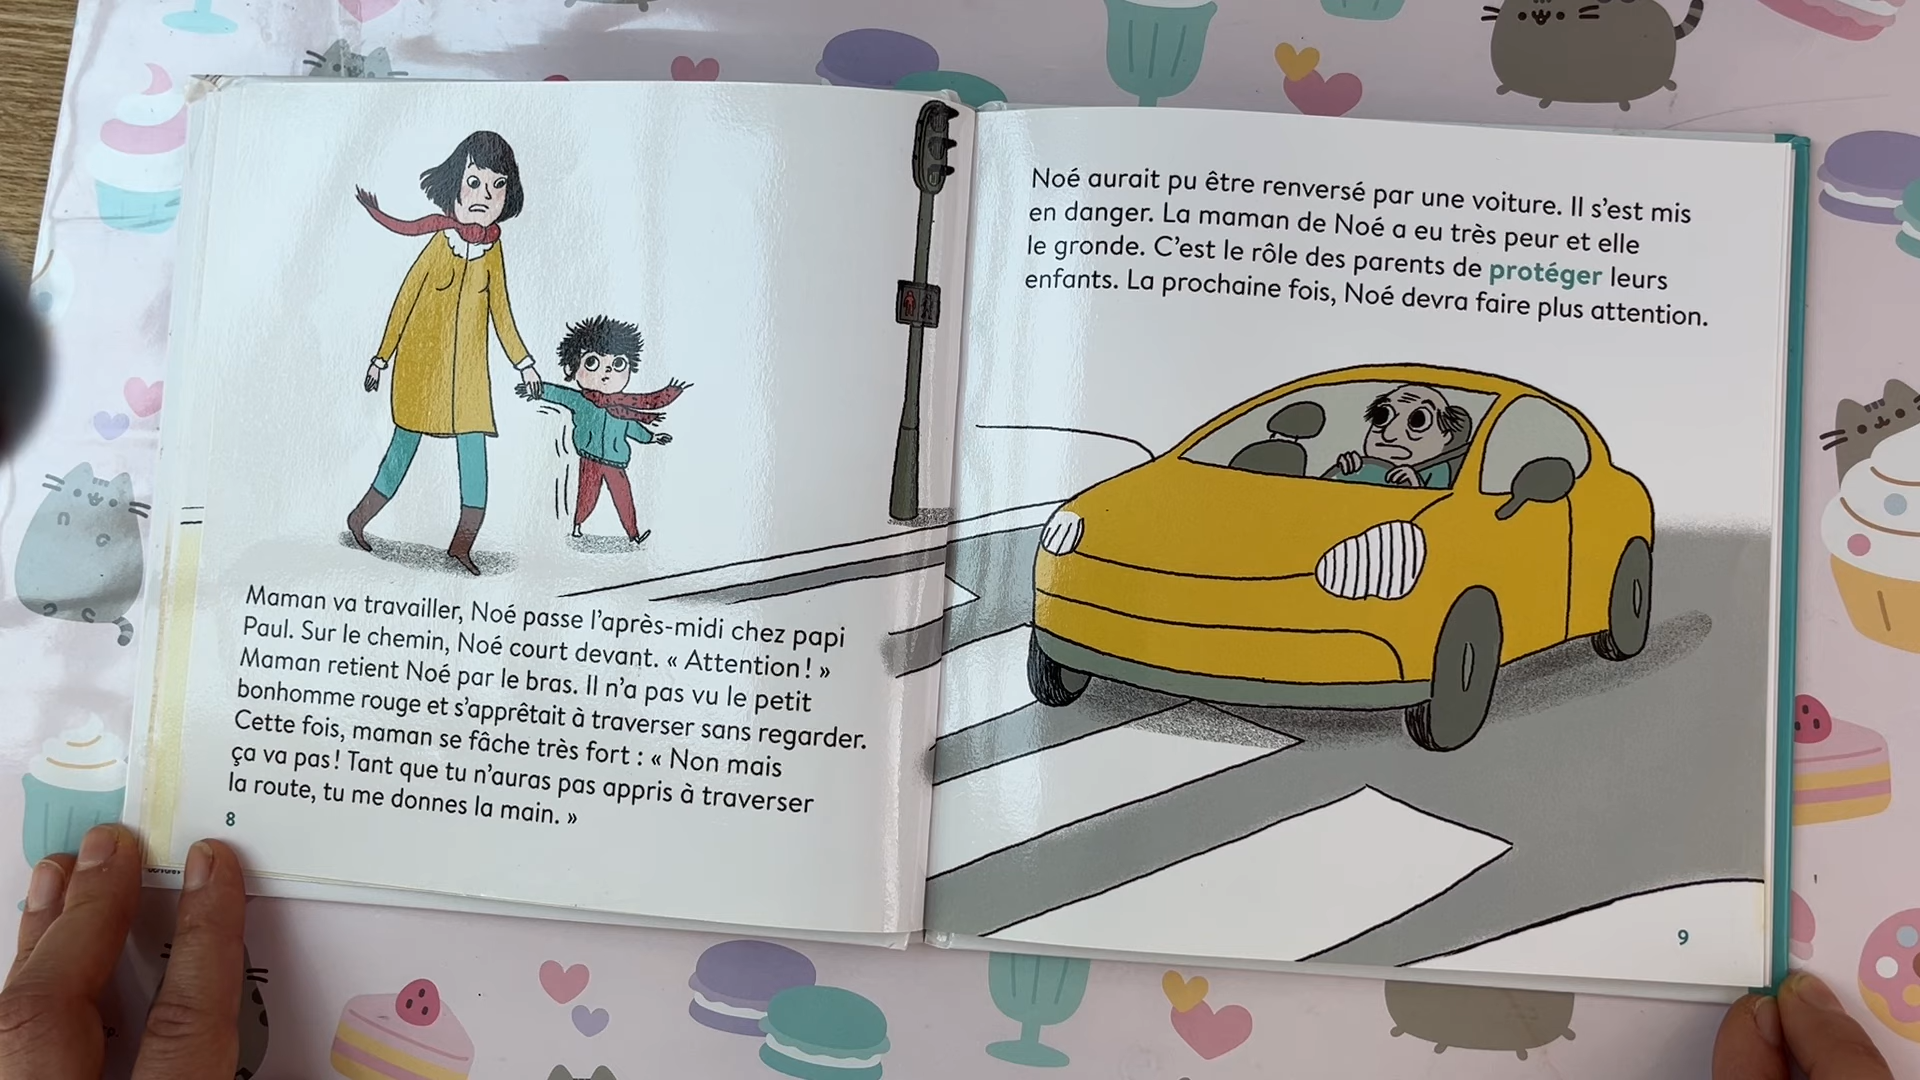 Maman va travailler, Noé passe l'après-midi chez papi
Paul. Sur le chemin, Noé court devant. « Attention ! »
Maman retient Noé par le bras. Il n'a pas vu le petit
bonhomme rouge et s'apprêtait à traverser sans regarder.
Cette fois, maman se fâche très fort : « Non mais
ça va pas ! Tant que tu n'auras pas appris à traverser
la route, tu me donnes la main. »
8
Noé aurait pu être renversé par une voiture. Il s'est mis
en danger. La maman de Noé a eu très peur et elle
le gronde. C'est le rôle des parents de protéger leurs
enfants. La prochaine fois, Noé devra faire plus attention.
9